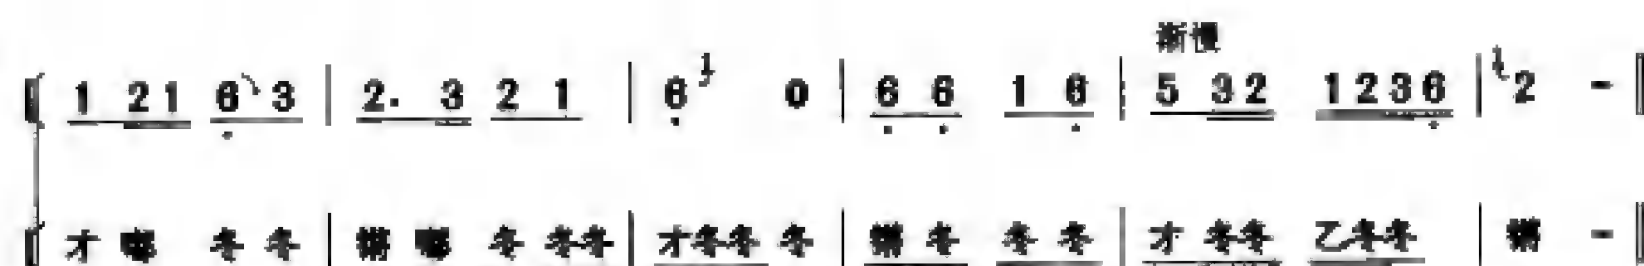 渐慢
1 21 6 3 | 2. 3 2 1 | 6 1 0 | 6 6 1 6 | 5 32 1236 | 2 - ‖
才 嘟 冬 冬 | 嘟 冬 冬冬 | 才冬冬 冬 | 冬 冬 冬 | 才 冬冬 乙冬冬 | -‖